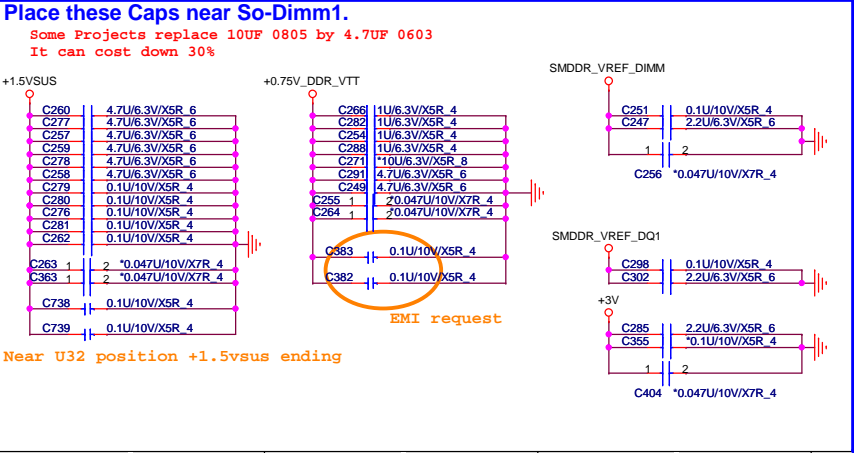 Place these Caps near So-Dimm1.
Some Projects replace 10UF 0805 by 4.7UF 0603
It can cost down 30%
+1.5VSUS
C260 4.7U/6.3V/X5R_6
C277 4.7U/6.3V/X5R_6
C257 4.7U/6.3V/X5R_6
C259 4.7U/6.3V/X5R_6
C278 4.7U/6.3V/X5R_6
C258 4.7U/6.3V/X5R_6
C279 0.1U/10V/X5R_4
C280 0.1U/10V/X5R_4
C276 0.1U/10V/X5R_4
C281 0.1U/10V/X5R_4
C262 0.1U/10V/X5R_4
C263 1 2 *0.047U/10V/X7R_4
C363 1 2 *0.047U/10V/X7R_4
C738 0.1U/10V/X5R_4
C739 0.1U/10V/X5R_4
Near U32 position +1.5vsus ending
+0.75V_DDR_VTT
C266 1U/6.3V/X5R_4
C282 1U/6.3V/X5R_4
C254 1U/6.3V/X5R_4
C288 1U/6.3V/X5R_4
C271 *10U/6.3V/X5R_8
C291 4.7U/6.3V/X5R_6
C249 4.7U/6.3V/X5R_6
C255 1 2 *0.047U/10V/X7R_4
C264 1 2 *0.047U/10V/X7R_4
C383 0.1U/10V/X5R_4
C382 0.1U/10V/X5R_4
EMI request
SMDDR_VREF_DIMM
C251 0.1U/10V/X5R_4
C247 2.2U/6.3V/X5R_6
1 2
C256 *0.047U/10V/X7R_4
SMDDR_VREF_DQ1
C298 0.1U/10V/X5R_4
C302 2.2U/6.3V/X5R_6
+3V
C285 2.2U/6.3V/X5R_6
C355 *0.1U/10V/X5R_4
1 2
C404 *0.047U/10V/X7R_4